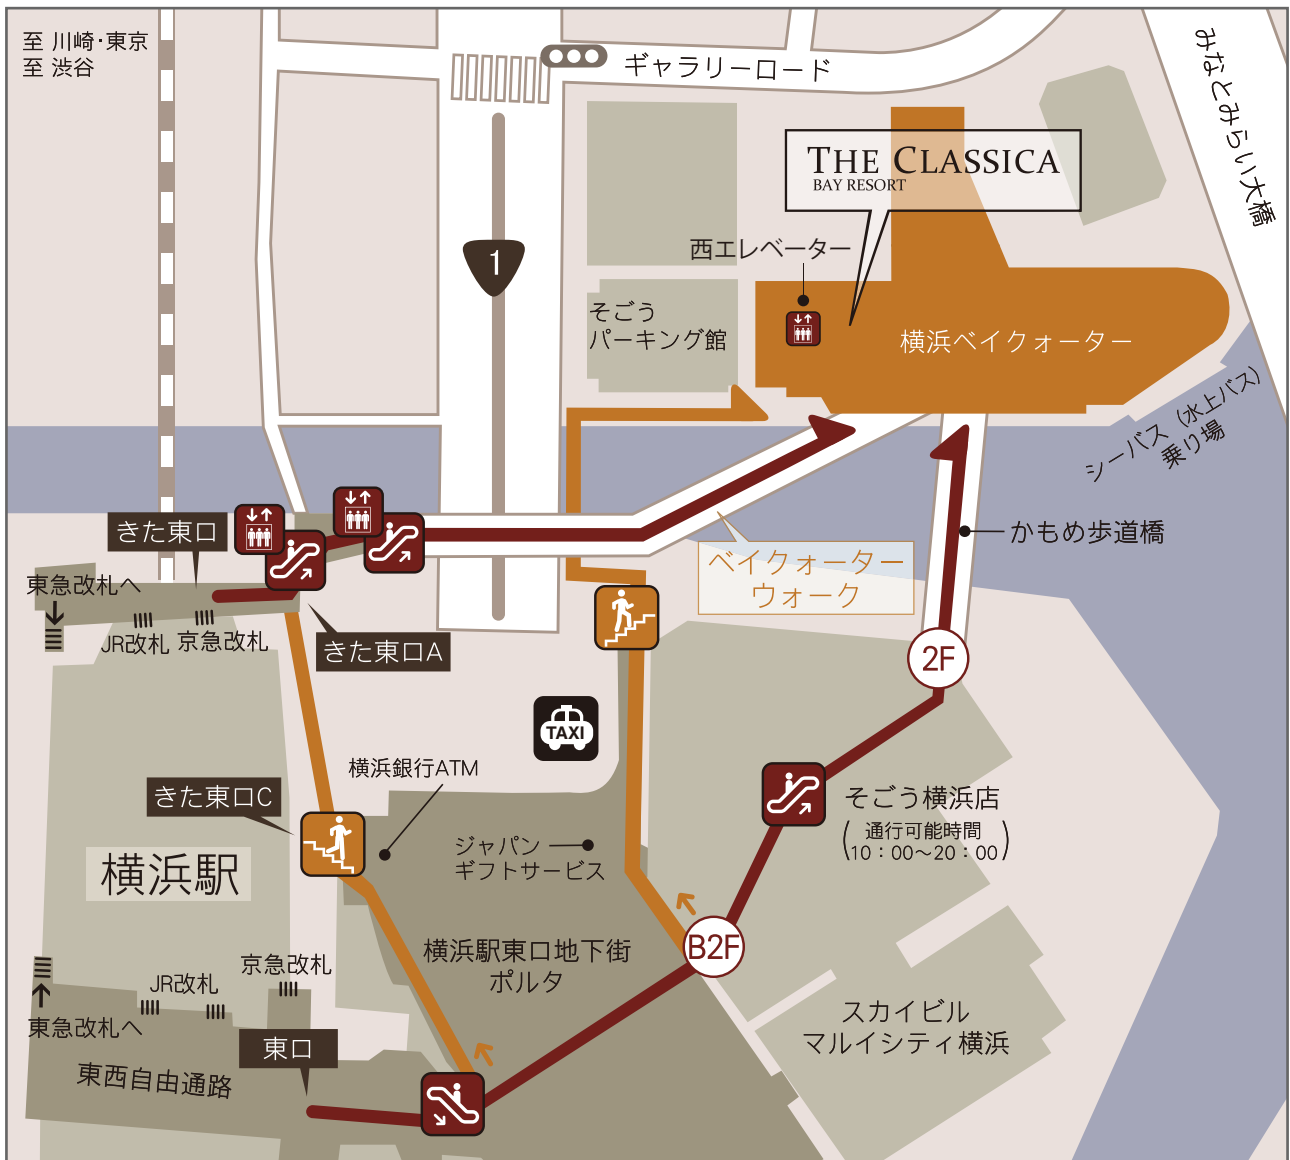 至 川崎・東京
至 渋谷
ギャラリーロード
みなとみらい大橋
THE CLASSICA
BAY RESORT
西エレベーター
1
そごう
パーキング館
横浜ベイクォーター
シーバス（水上バス）
乗り場
きた東口
かもめ歩道橋
ベイクォーター
ウォーク
東急改札へ
JR改札
京急改札
きた東口A
2F
TAXI
横浜銀行ATM
きた東口C
そごう横浜店
（通行可能時間
10：00～20：00）
ジャパン
ギフトサービス
横浜駅
B2F
横浜駅東口地下街
ポルタ
京急改札
JR改札
東急改札へ
スカイビル
マルイシティ横浜
東口
東西自由通路